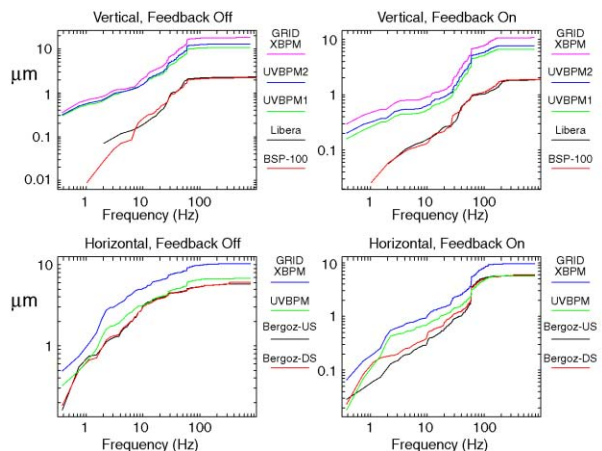 Vertical, Feedback Off
μm
10
1
0.1
0.01
1 10 100
Frequency (Hz)
GRID
XBPM
UVBPM2
UVBPM1
Libera
BSP-100
Vertical, Feedback On
10
1
0.1
1 10 100
Frequency (Hz)
GRID
XBPM
UVBPM2
UVBPM1
Libera
BSP-100
Horizontal, Feedback Off
μm
10
1
1 10 100
Frequency (Hz)
GRID
XBPM
UVBPM
Bergoz-US
Bergoz-DS
Horizontal, Feedback On
10
1
0.1
1 10 100
Frequency (Hz)
GRID
XBPM
UVBPM
Bergoz-US
Bergoz-DS